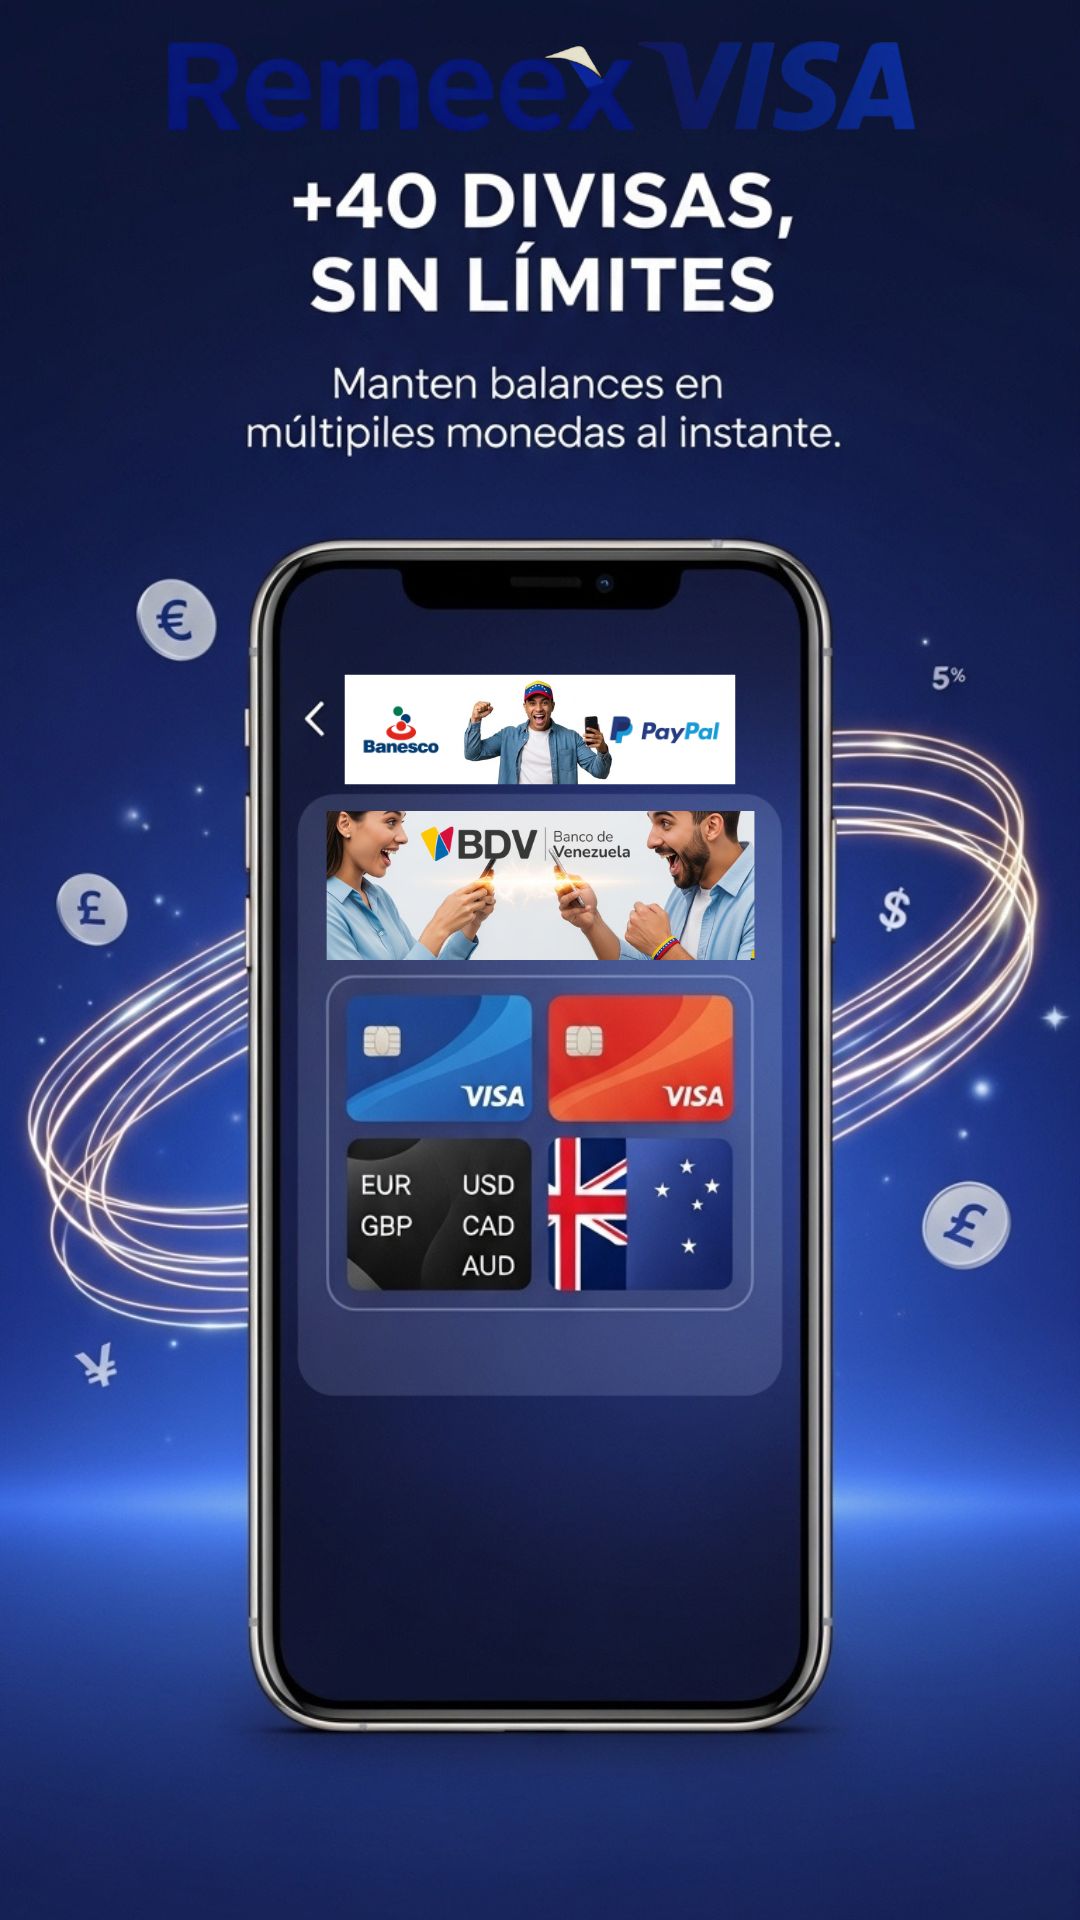 Remeex VISA
+40 DIVISAS,
SIN LÍMITES
Manten balances en
múltipiles monedas al instante.
€
5%
Banesco
PayPal
BDV Banco de
Venezuela
£
$
VISA
VISA
EUR USD
GBP CAD
AUD
£
¥